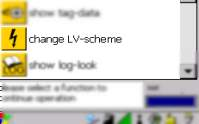 show tag-data
change LV-scheme
show log-look
please select a function to
continue operation